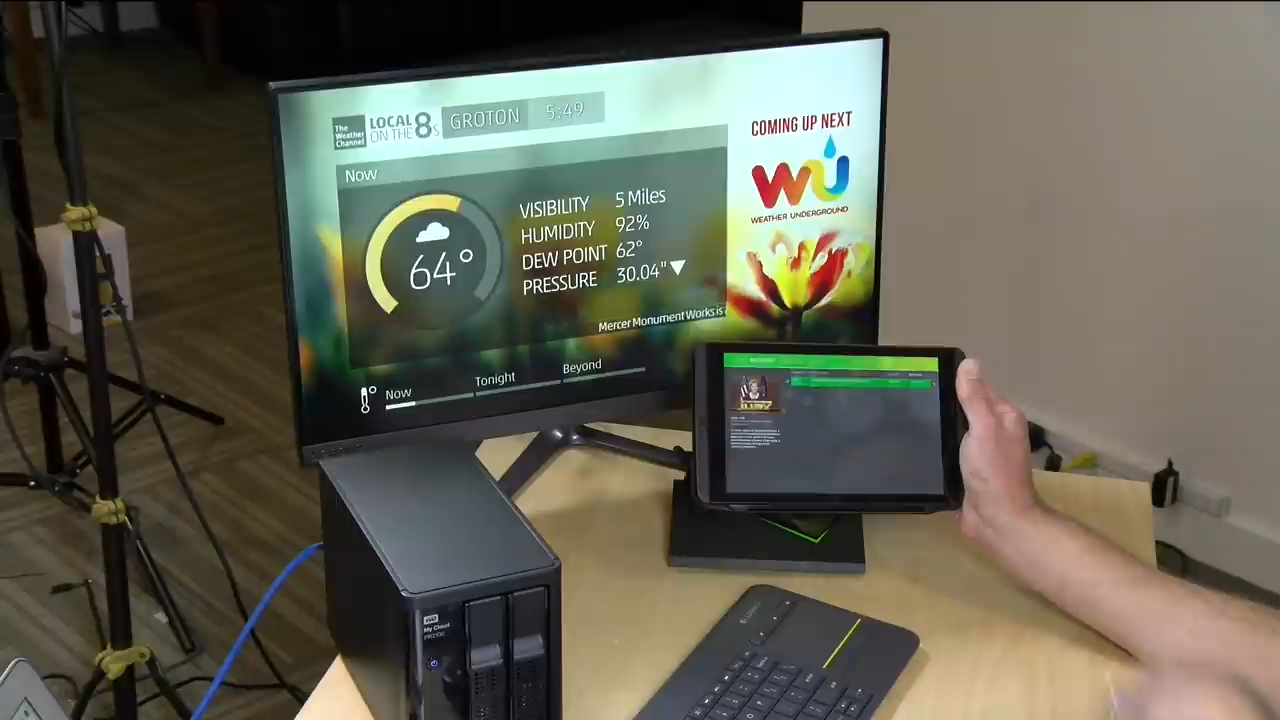 The
Weather
Channel
LOCAL
ON THE 8s
GROTON 5:49
Now
64°
VISIBILITY 5 Miles
HUMIDITY 92%
DEW POINT 62°
PRESSURE 30.04" ▼
Mercer Monument Works is
Now
Tonight
Beyond
COMING UP NEXT
WU
WEATHER UNDERGROUND
WD
My Cloud
PR2100